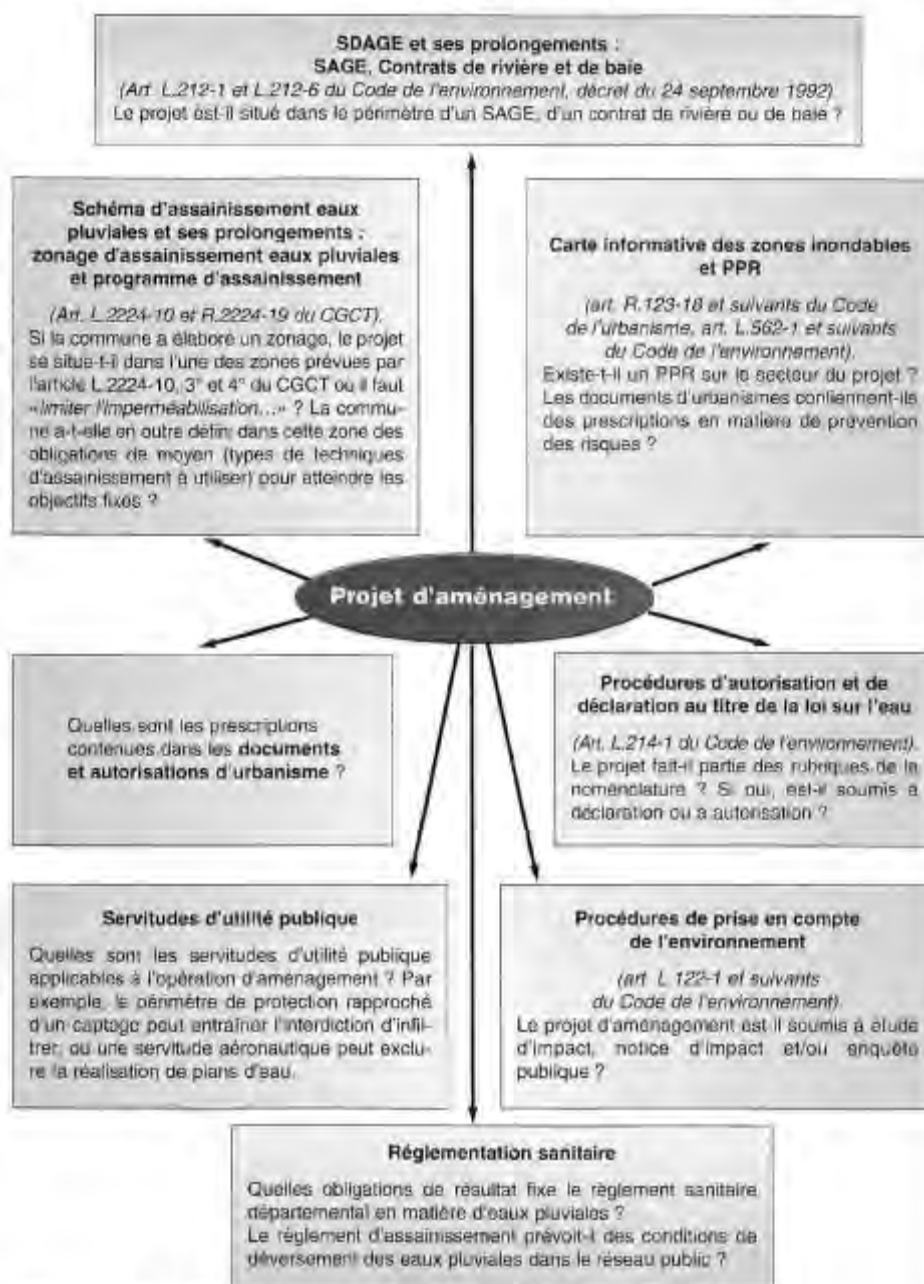 SDAGE et ses prolongements :
SAGE, Contrats de rivière et de baie
(Art. L.212-1 et L.212-6 du Code de l'environnement, décret du 24 septembre 1992)
Le projet est-il situé dans le périmètre d'un SAGE, d'un contrat de rivière ou de baie ?
Schéma d'assainissement eaux
pluviales et ses prolongements :
zonage d'assainissement eaux pluviales
et programme d'assainissement
(Art. L.2224-10 et R.2224-19 du CGCT).
Si la commune a élaboré un zonage, le projet
se situe-t-il dans l'une des zones prévues par
l'article L.2224-10, 3° et 4° du CGCT où il faut
«limiter l'imperméabilisation...» ? La commu-
ne a-t-elle en outre défini dans cette zone des
obligations de moyen (types de techniques
d'assainissement à utiliser) pour atteindre les
objectifs fixés ?
Carte informative des zones inondables
et PPR
(art. R.123-18 et suivants du Code
de l'urbanisme, art. L.562-1 et suivants
du Code de l'environnement).
Existe-t-il un PPR sur le secteur du projet ?
Les documents d'urbanismes contiennent-ils
des prescriptions en matière de prévention
des risques ?
Projet d'aménagement
Quelles sont les prescriptions
contenues dans les documents
et autorisations d'urbanisme ?
Procédures d'autorisation et de
déclaration au titre de la loi sur l'eau
(Art. L.214-1 du Code de l'environnement).
Le projet fait-il partie des rubriques de la
nomenclature ? Si oui, est-il soumis à
déclaration ou à autorisation ?
Servitudes d'utilité publique
Quelles sont les servitudes d'utilité publique
applicables à l'opération d'aménagement ? Par
exemple, le périmètre de protection rapproché
d'un captage peut entraîner l'interdiction d'infil-
trer, ou une servitude aéronautique peut exclu-
re la réalisation de plans d'eau.
Procédures de prise en compte
de l'environnement
(art. L 122-1 et suivants
du Code de l'environnement)
Le projet d'aménagement est il soumis à étude
d'impact, notice d'impact et/ou enquête
publique ?
Réglementation sanitaire
Quelles obligations de résultat fixe le règlement sanitaire
départemental en matière d'eaux pluviales ?
Le règlement d'assainissement prévoit-t des conditions de
déversement des eaux pluviales dans le réseau public ?